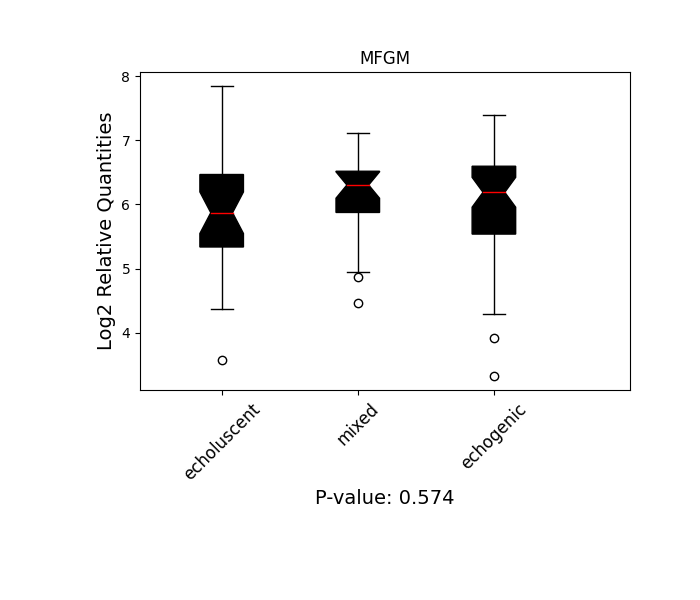 MFGM
Log2 Relative Quantities
8
7
6
5
4
echoluscent
mixed
echogenic
P-value: 0.574